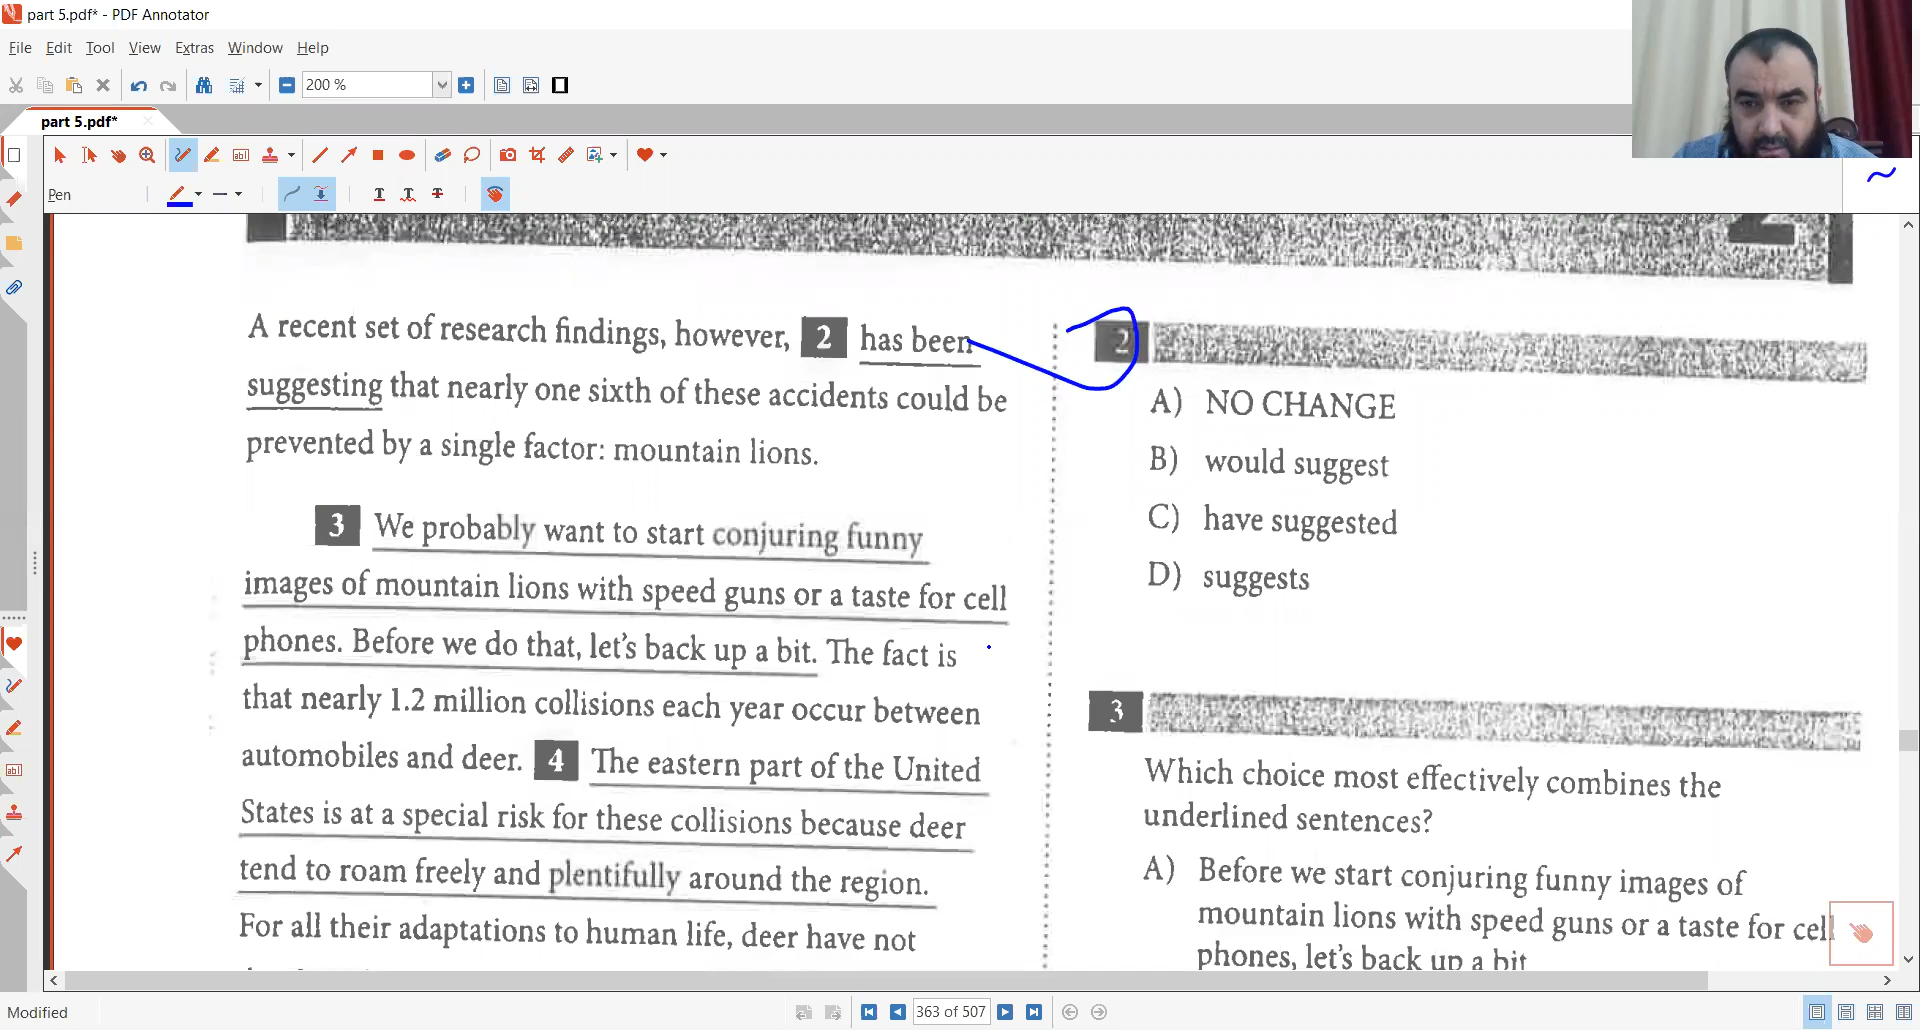 part 5.pdf* - PDF Annotator
File Edit Tool View Extras Window Help
200 %
part 5.pdf*
Pen
A recent set of research findings, however, 2 has been
suggesting that nearly one sixth of these accidents could be
prevented by a single factor: mountain lions.
3 We probably want to start conjuring funny
images of mountain lions with speed guns or a taste for cell
phones. Before we do that, let's back up a bit. The fact is
that nearly 1.2 million collisions each year occur between
automobiles and deer. 4 The eastern part of the United
States is at a special risk for these collisions because deer
tend to roam freely and plentifully around the region.
For all their adaptations to human life, deer have not
2
A) NO CHANGE
B) would suggest
C) have suggested
D) suggests
3
Which choice most effectively combines the
underlined sentences?
A) Before we start conjuring funny images of
mountain lions with speed guns or a taste for cell
phones, let's back up a bit
Modified
363 of 507